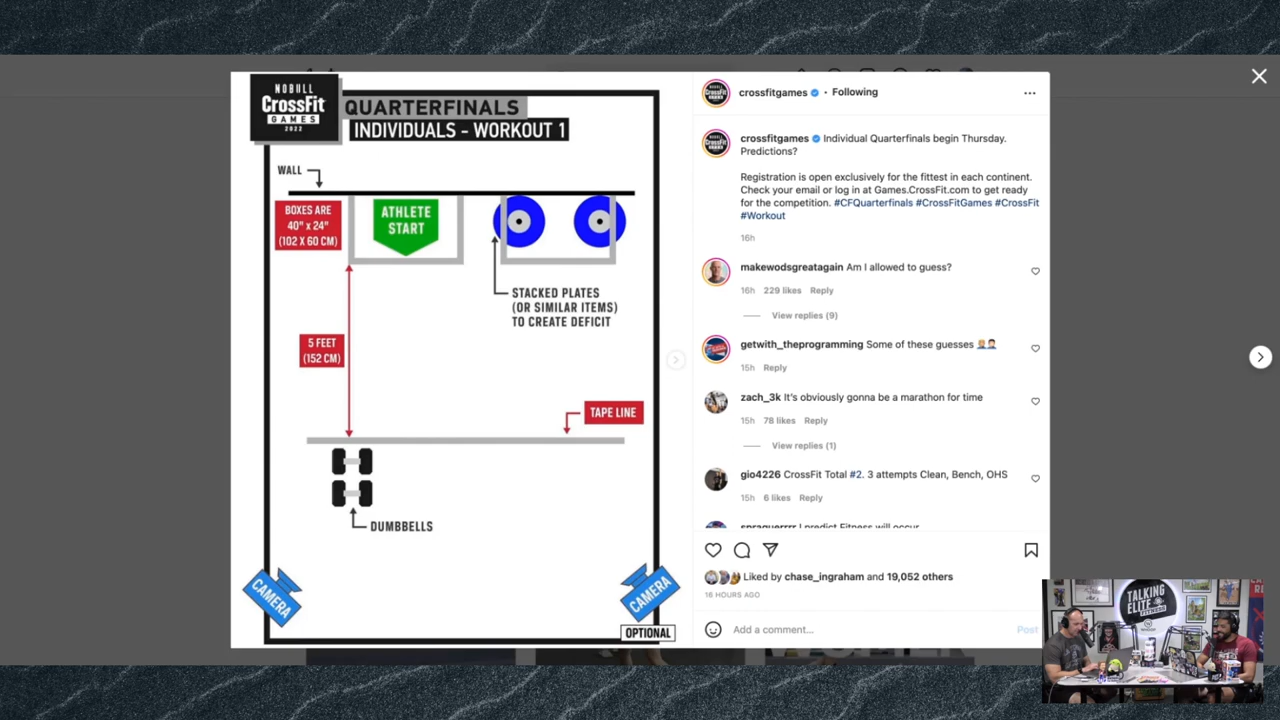 NOBULL
CrossFit
GAMES
2022
QUARTERFINALS
INDIVIDUALS - WORKOUT 1
WALL
BOXES ARE
40" x 24"
(102 X 60 CM)
ATHLETE
START
STACKED PLATES
(OR SIMILAR ITEMS)
TO CREATE DEFICIT
5 FEET
(152 CM)
TAPE LINE
DUMBBELLS
CAMERA
CAMERA
OPTIONAL
crossfitgames • Following
crossfitgames Individual Quarterfinals begin Thursday.
Predictions?
Registration is open exclusively for the fittest in each continent.
Check your email or log in at Games.CrossFit.com to get ready
for the competition. #CFQuarterfinals #CrossFitGames #CrossFit
#Workout
16h
makewodsgreatagain Am I allowed to guess?
16h 229 likes Reply
View replies (9)
getwith_theprogramming Some of these guesses
15h Reply
zach_3k It's obviously gonna be a marathon for time
15h 78 likes Reply
View replies (1)
gio4226 CrossFit Total #2. 3 attempts Clean, Bench, OHS
15h 6 likes Reply
spraguerrrr I predict Fitness will occur
Liked by chase_ingraham and 19,052 others
16 HOURS AGO
Add a comment...
Post
TALKING
ELITE
FITNESS